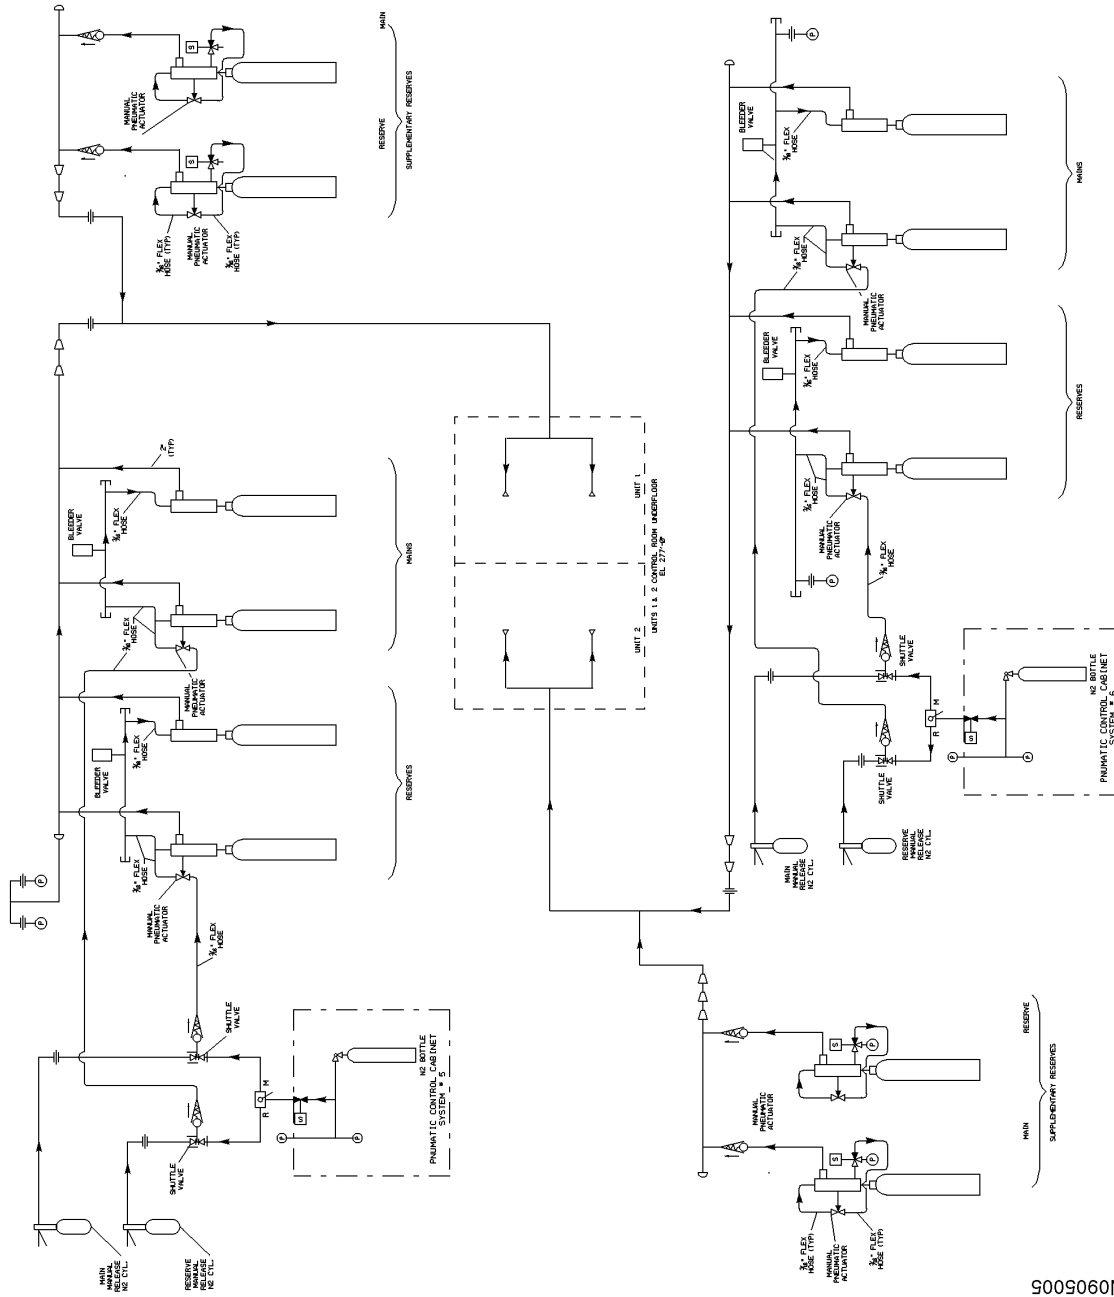 MAIN
RESERVE
SUPPLEMENTARY RESERVES
MANUAL
PNEUMATIC
ACTUATOR
S
S
⅜" FLEX
HOSE (TYP)
MANUAL
PNEUMATIC
ACTUATOR
⅜" FLEX
HOSE (TYP)
P
BLEEDER
VALVE
⅜" FLEX
HOSE
MAINS
⅜" FLEX
HOSE
MANUAL
PNEUMATIC
ACTUATOR
BLEEDER
VALVE
⅜" FLEX
HOSE
RESERVES
⅜" FLEX
HOSE
MANUAL
PNEUMATIC
ACTUATOR
⅜" FLEX
HOSE
P
2"
(TYP)
BLEEDER
VALVE
⅜" FLEX
HOSE
MAINS
⅜" FLEX
HOSE
MANUAL
PNEUMATIC
ACTUATOR
BLEEDER
VALVE
⅜" FLEX
HOSE
RESERVES
⅜" FLEX
HOSE
MANUAL
PNEUMATIC
ACTUATOR
⅜" FLEX
HOSE
P
P
UNIT 1
UNIT 2
UNITS 1 & 2 CONTROL ROOM UNDERFLOOR
EL 277'-0"
SHUTTLE
VALVE
SHUTTLE
VALVE
M
R
S
P
P
N2 BOTTLE
PNUMATIC CONTROL CABINET
SYSTEM # 6
MAIN
MANUAL
RELEASE
N2 CYL.
RESERVE
MANUAL
RELEASE
N2 CYL.
SHUTTLE
VALVE
SHUTTLE
VALVE
M
R
S
P
P
N2 BOTTLE
PNUMATIC CONTROL CABINET
SYSTEM # 5
MAIN
MANUAL
RELEASE
N2 CYL.
RESERVE
MANUAL
RELEASE
N2 CYL.
RESERVE
MAIN
SUPPLEMENTARY RESERVES
S
P
MANUAL
PNEUMATIC
ACTUATOR
S
P
⅜" FLEX
HOSE (TYP)
MANUAL
PNEUMATIC
ACTUATOR
⅜" FLEX
HOSE (TYP)
N0905005